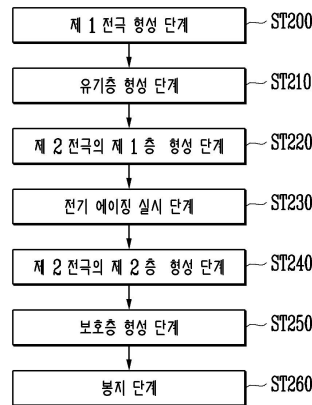 제 1 전극 형성 단계 ST200
유기층 형성 단계 ST210
제 2 전극의 제 1 층 형성 단계 ST220
전기 에이징 실시 단계 ST230
제 2 전극의 제 2 층 형성 단계 ST240
보호층 형성 단계 ST250
봉지 단계 ST260